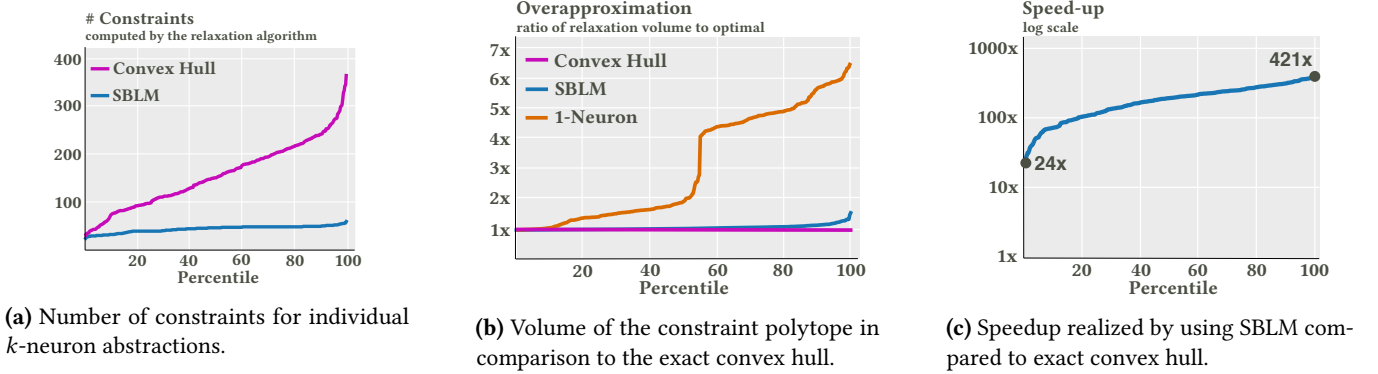 # Constraints
computed by the relaxation algorithm
400
300
200
100
Convex Hull
SBLM
20
40
60
80
100
Percentile
(a) Number of constraints for individual
k-neuron abstractions.
Overapproximation
ratio of relaxation volume to optimal
7x
6x
5x
4x
3x
2x
1x
Convex Hull
SBLM
1-Neuron
20
40
60
80
100
Percentile
(b) Volume of the constraint polytope in
comparison to the exact convex hull.
Speed-up
log scale
1000x
100x
10x
1x
421x
24x
20
40
60
80
100
Percentile
(c) Speedup realized by using SBLM com-
pared to exact convex hull.